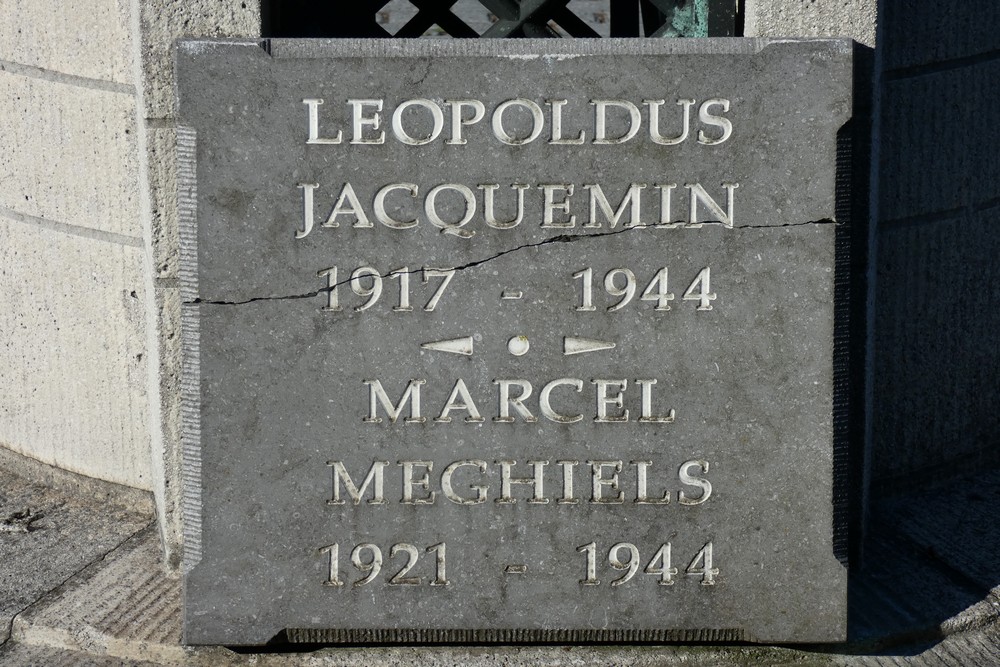 LEOPOLDUS
JACQUEMIN
1917 - 1944
MARCEL
MEGHIELS
1921 - 1944